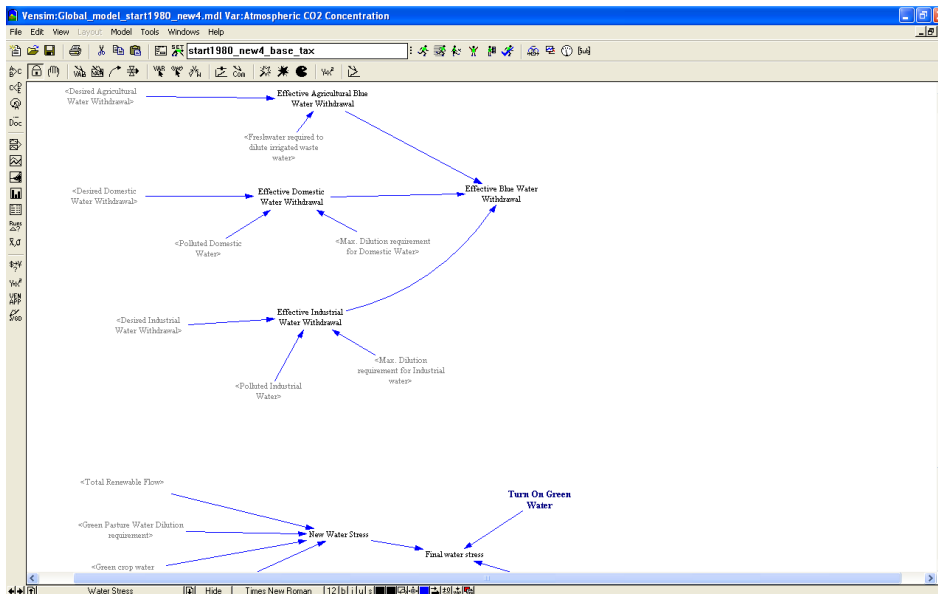 Vensim:Global_model_start1980_new4.mdl Var:Atmospheric CO2 Concentration
File Edit View Layout Model Tools Windows Help
SET start1980_new4_base_tax
VAR
Com
Doc
<Desired Agricultural
Water Withdrawal>
Effective Agricultural Blue
Water Withdrawal
<Freshwater required to
dilute irrigated waste
water>
<Desired Domestic
Water Withdrawal>
Effective Domestic
Water Withdrawal
Effective Blue Water
Withdrawal
<Polluted Domestic
Water>
<Max. Dilution requirement
for Domestic Water>
<Desired Industrial
Water Withdrawal>
Effective Industrial
Water Withdrawal
<Max. Dilution
requirement for Industrial
water>
<Polluted Industrial
Water>
<Total Renewable Flow>
Turn On Green
Water
<Green Pasture Water Dilution
requirement>
New Water Stress
Final water stress
<Green crop water
Water Stress Hide Times New Roman 12 b i u s